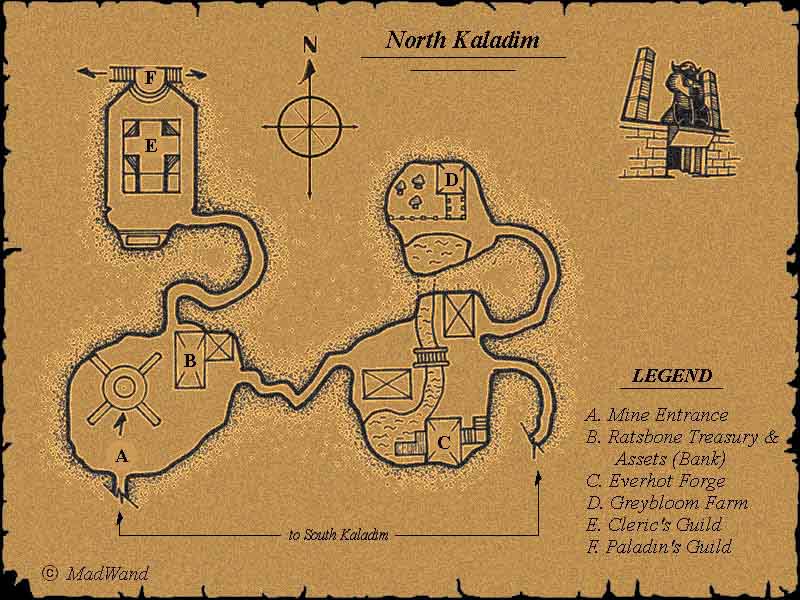 North Kaladim
N
F
E
D
B
A
C
LEGEND
A. Mine Entrance
B. Ratsbone Treasury &
Assets (Bank)
C. Everhot Forge
D. Greybloom Farm
E. Cleric's Guild
F. Paladin's Guild
to South Kaladim
© MadWand